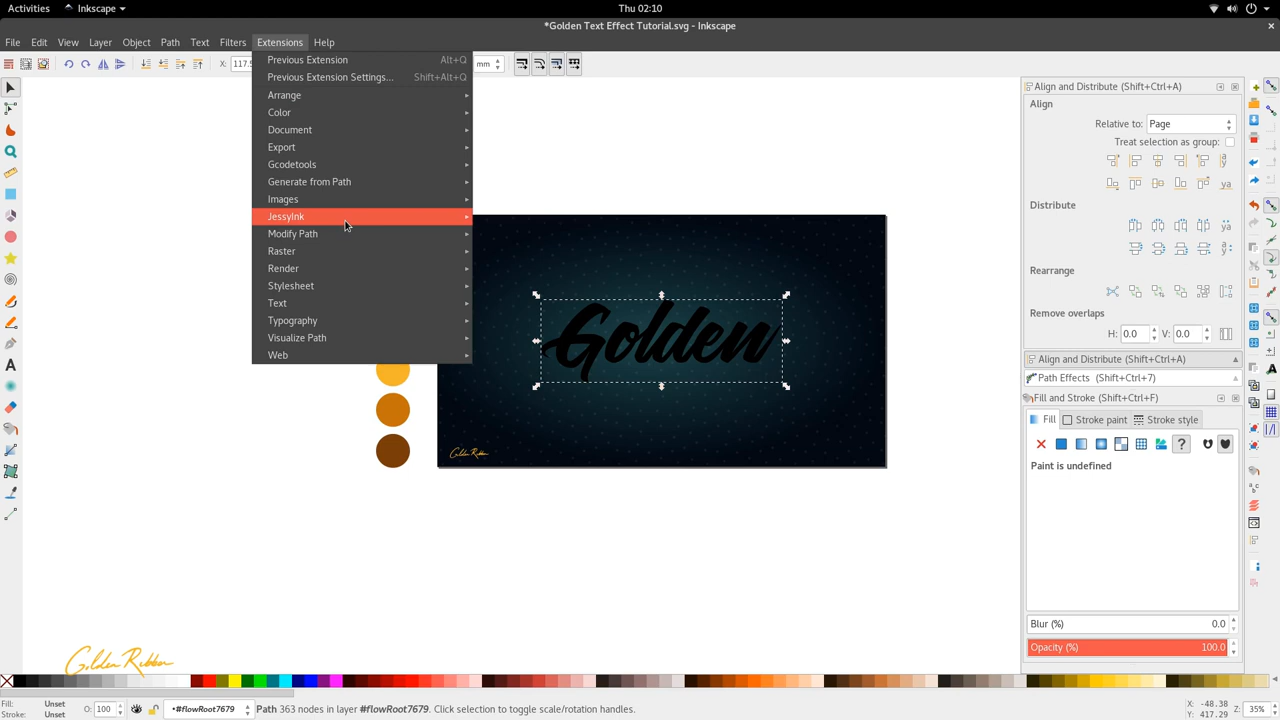 Activities Inkscape Thu 02:10
*Golden Text Effect Tutorial.svg - Inkscape
File Edit View Layer Object Path Text Filters Extensions Help
X: 117.5 mm
Previous Extension Alt+Q
Previous Extension Settings... Shift+Alt+Q
Arrange
Color
Document
Export
Gcodetools
Generate from Path
Images
JessyInk
Modify Path
Raster
Render
Stylesheet
Text
Typography
Visualize Path
Web
Golden
Golden Ribbon
Golden Ribbon
Align and Distribute (Shift+Ctrl+A)
Align
Relative to: Page
Treat selection as group:
Distribute
Rearrange
Remove overlaps
H: 0.0 V: 0.0
Align and Distribute (Shift+Ctrl+A)
Path Effects (Shift+Ctrl+7)
Fill and Stroke (Shift+Ctrl+F)
Fill Stroke paint Stroke style
Paint is undefined
Blur (%) 0.0
Opacity (%) 100.0
Fill: Unset
Stroke: Unset
O: 100
•#flowRoot7679
Path 363 nodes in layer #flowRoot7679. Click selection to toggle scale/rotation handles.
X: -48.38
Y: 417.29
Z: 35%